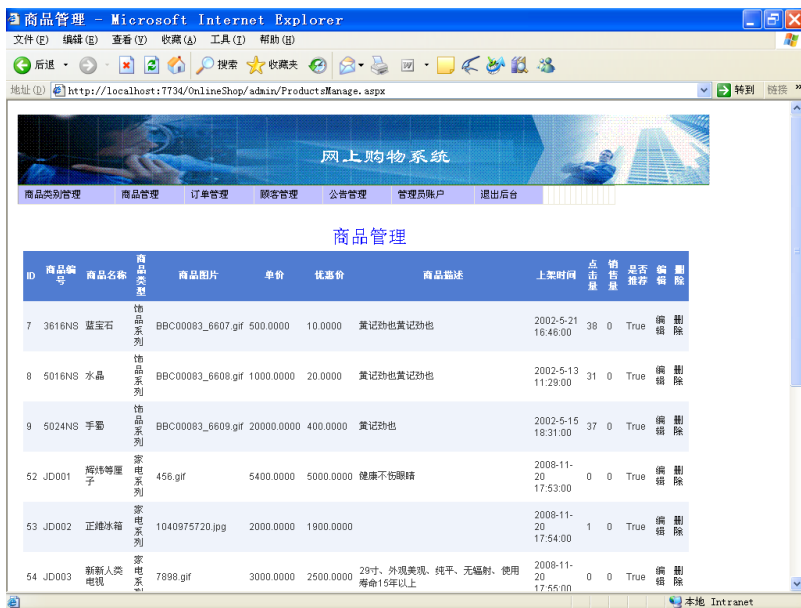 商品管理 - Microsoft Internet Explorer
文件(F) 编辑(E) 查看(V) 收藏(A) 工具(T) 帮助(H)
后退 搜索 收藏夹
地址(D) http://localhost:7734/OnlineShop/admin/ProductsManage.aspx 转到 链接 »
网上购物系统
商品类别管理 商品管理 订单管理 顾客管理 公告管理 管理员账户 退出后台
商品管理
ID 商品编号 商品名称 商品类型 商品图片 单价 优惠价 商品描述 上架时间 点击量 销售量 是否推荐 编辑 删除
7 3616NS 蓝宝石 饰品系列 BBC00083_6607.gif 500.0000 10.0000 黄记劲也黄记劲也 2002-5-21 16:46:00 38 0 True 编辑 删除
8 5016NS 水晶 饰品系列 BBC00083_6608.gif 1000.0000 20.0000 黄记劲也黄记劲也 2002-5-13 11:29:00 31 0 True 编辑 删除
9 5024NS 手蜀 饰品系列 BBC00083_6609.gif 20000.0000 400.0000 黄记劲也 2002-5-15 18:31:00 37 0 True 编辑 删除
52 JD001 辉炜等厘子 家电系列 456.gif 5400.0000 5000.0000 健康不伤眼睛 2008-11-20 17:53:00 0 0 True 编辑 删除
53 JD002 正维冰箱 家电系列 1040975720.jpg 2000.0000 1900.0000 2008-11-20 17:54:00 1 0 True 编辑 删除
54 JD003 新新人类电视 家电系 7898.gif 3000.0000 2500.0000 29寸、外观美观、纯平、无辐射、使用寿命15年以上 2008-11-20 17:55:00 0 0 True 编辑 删除
本地 Intranet